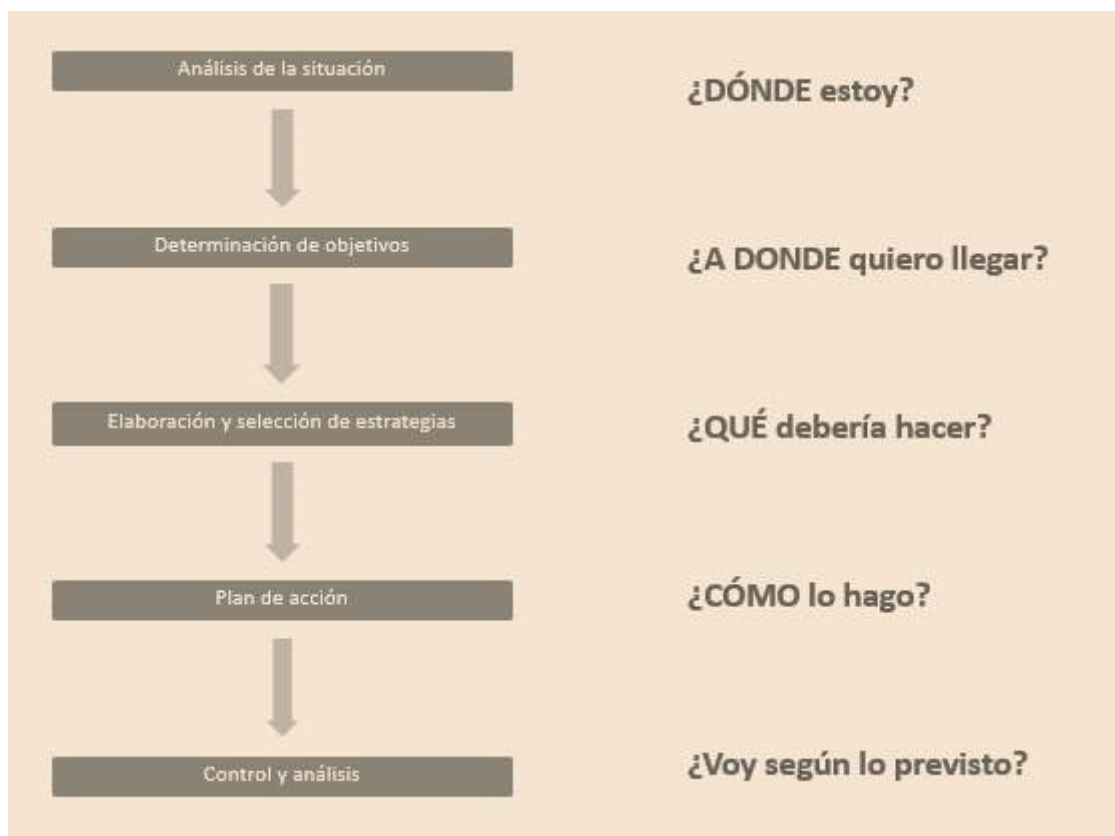 Análisis de la situación
¿DÓNDE estoy?
Determinación de objetivos
¿A DONDE quiero llegar?
Elaboración y selección de estrategias
¿QUÉ debería hacer?
Plan de acción
¿CÓMO lo hago?
Control y análisis
¿Voy según lo previsto?